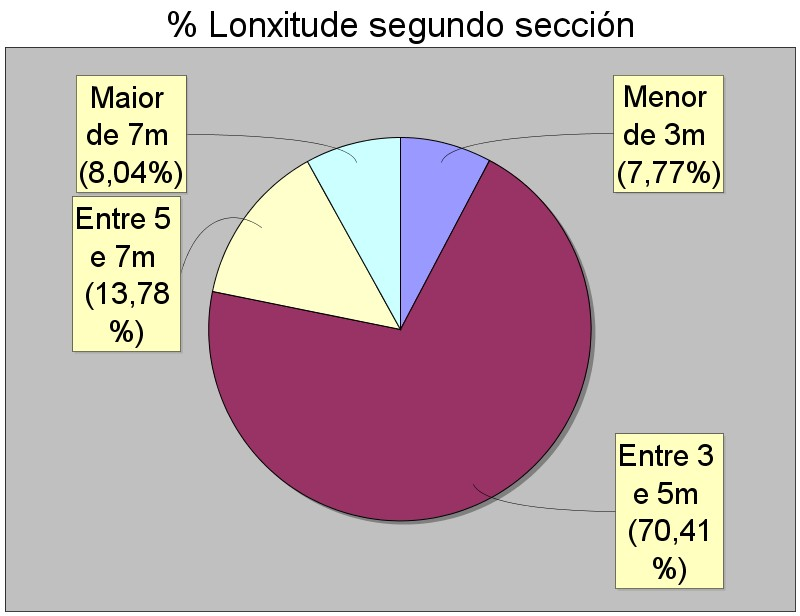 % Lonxitude segundo sección
Maior
de 7m
(8,04%)
Menor
de 3m
(7,77%)
Entre 5
e 7m
(13,78
%)
Entre 3
e 5m
(70,41
%)